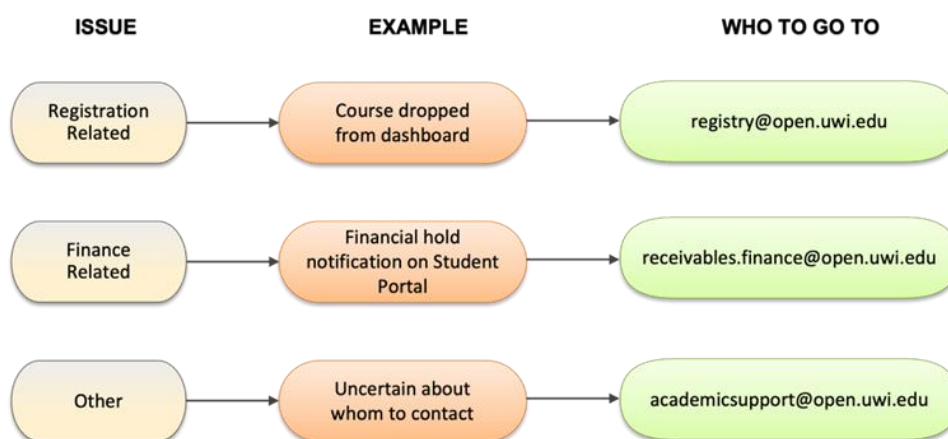 ISSUE
EXAMPLE
WHO TO GO TO
Registration
Related
Course dropped
from dashboard
registry@open.uwi.edu
Finance
Related
Financial hold
notification on Student
Portal
receivables.finance@open.uwi.edu
Other
Uncertain about
whom to contact
academicsupport@open.uwi.edu